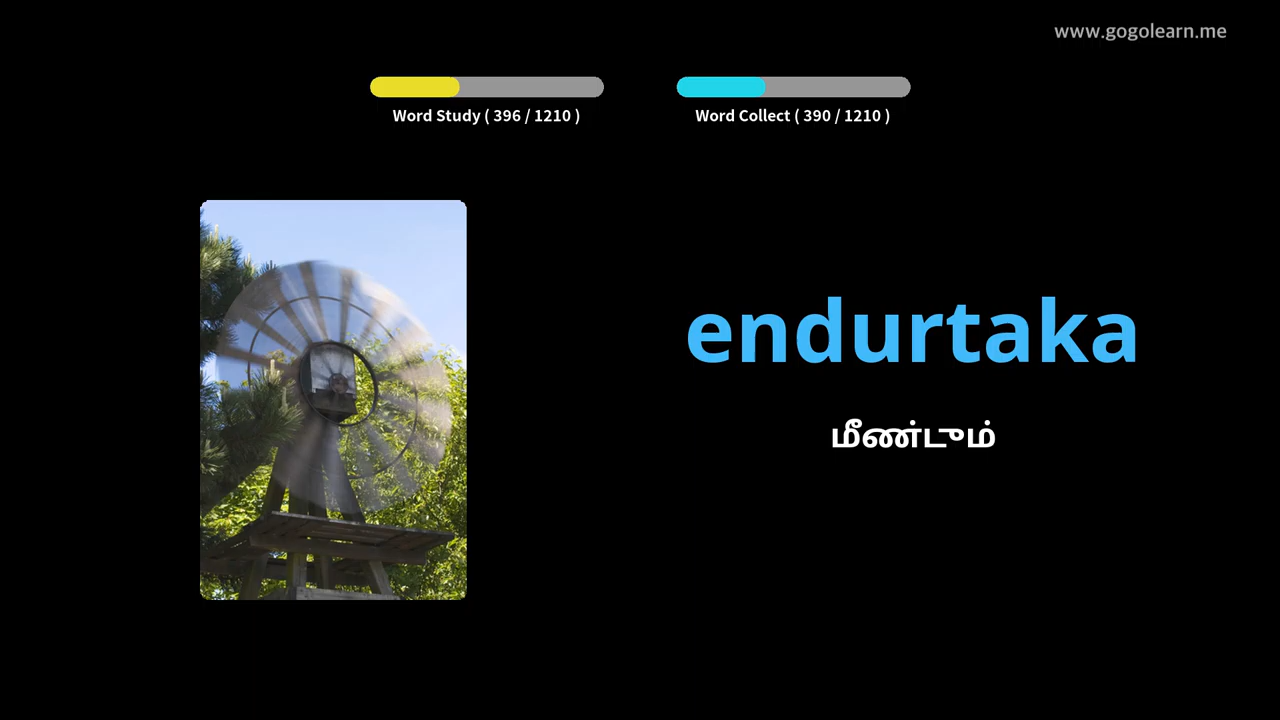 www.gogolearn.me
Word Study ( 396 / 1210 )
Word Collect ( 390 / 1210 )
endurtaka
மீண்டும்